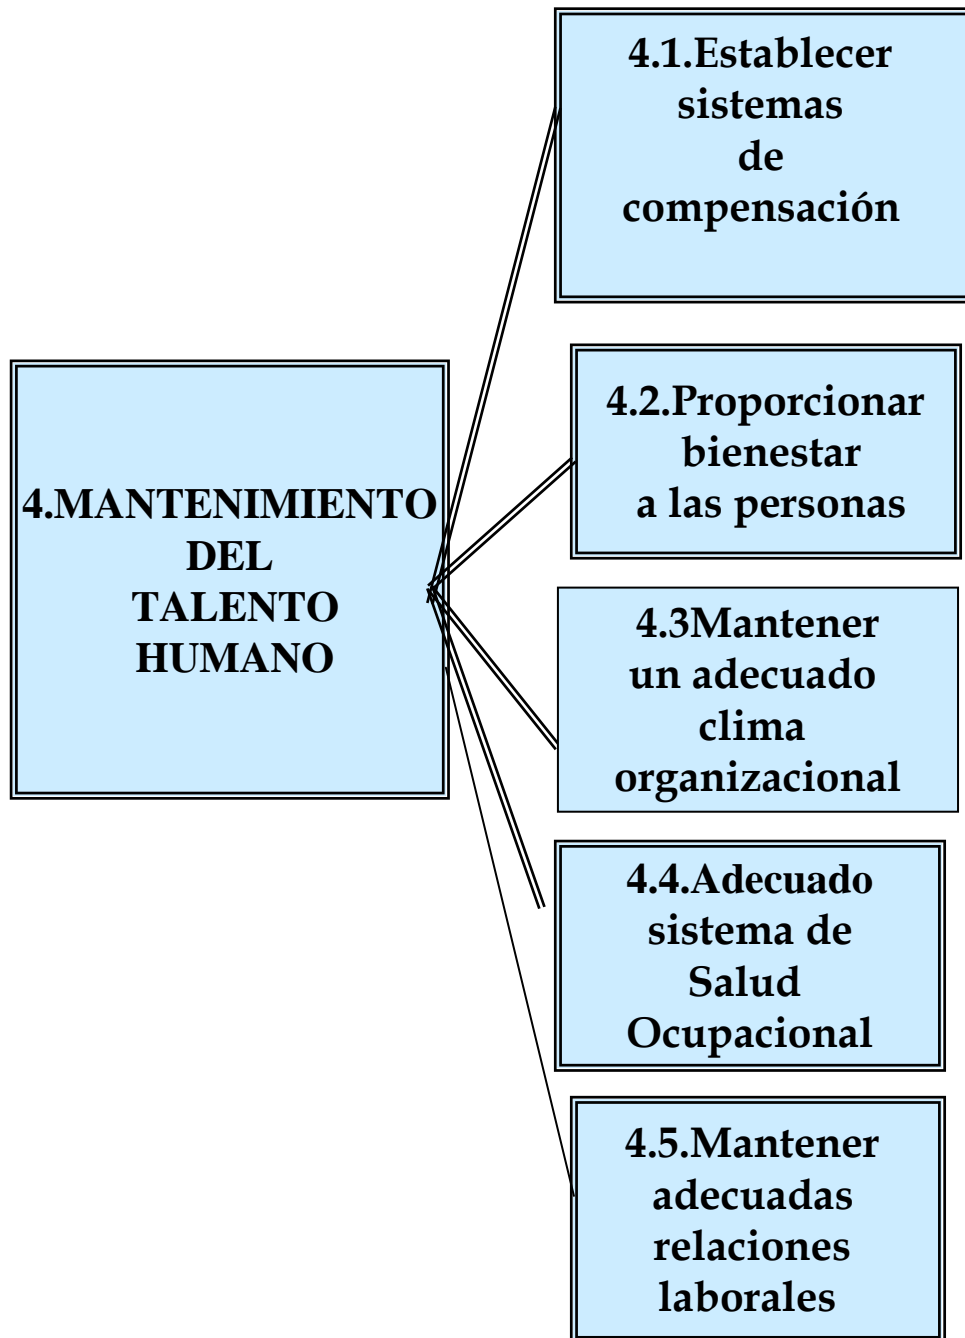 4.MANTENIMIENTO
DEL
TALENTO
HUMANO
4.1.Establecer
sistemas
de
compensación
4.2.Proporcionar
bienestar
a las personas
4.3Mantener
un adecuado
clima
organizacional
4.4.Adecuado
sistema de
Salud
Ocupacional
4.5.Mantener
adecuadas
relaciones
laborales